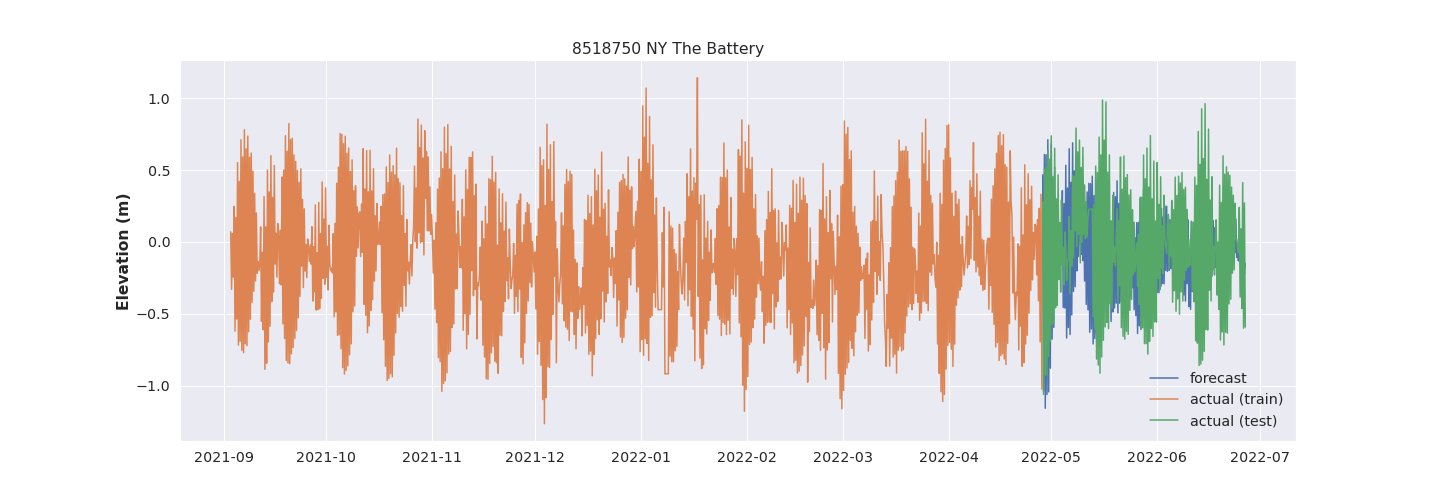 8518750 NY The Battery
Elevation (m)
1.0
0.5
0.0
−0.5
−1.0
forecast
actual (train)
actual (test)
2021-09 2021-10 2021-11 2021-12 2022-01 2022-02 2022-03 2022-04 2022-05 2022-06 2022-07